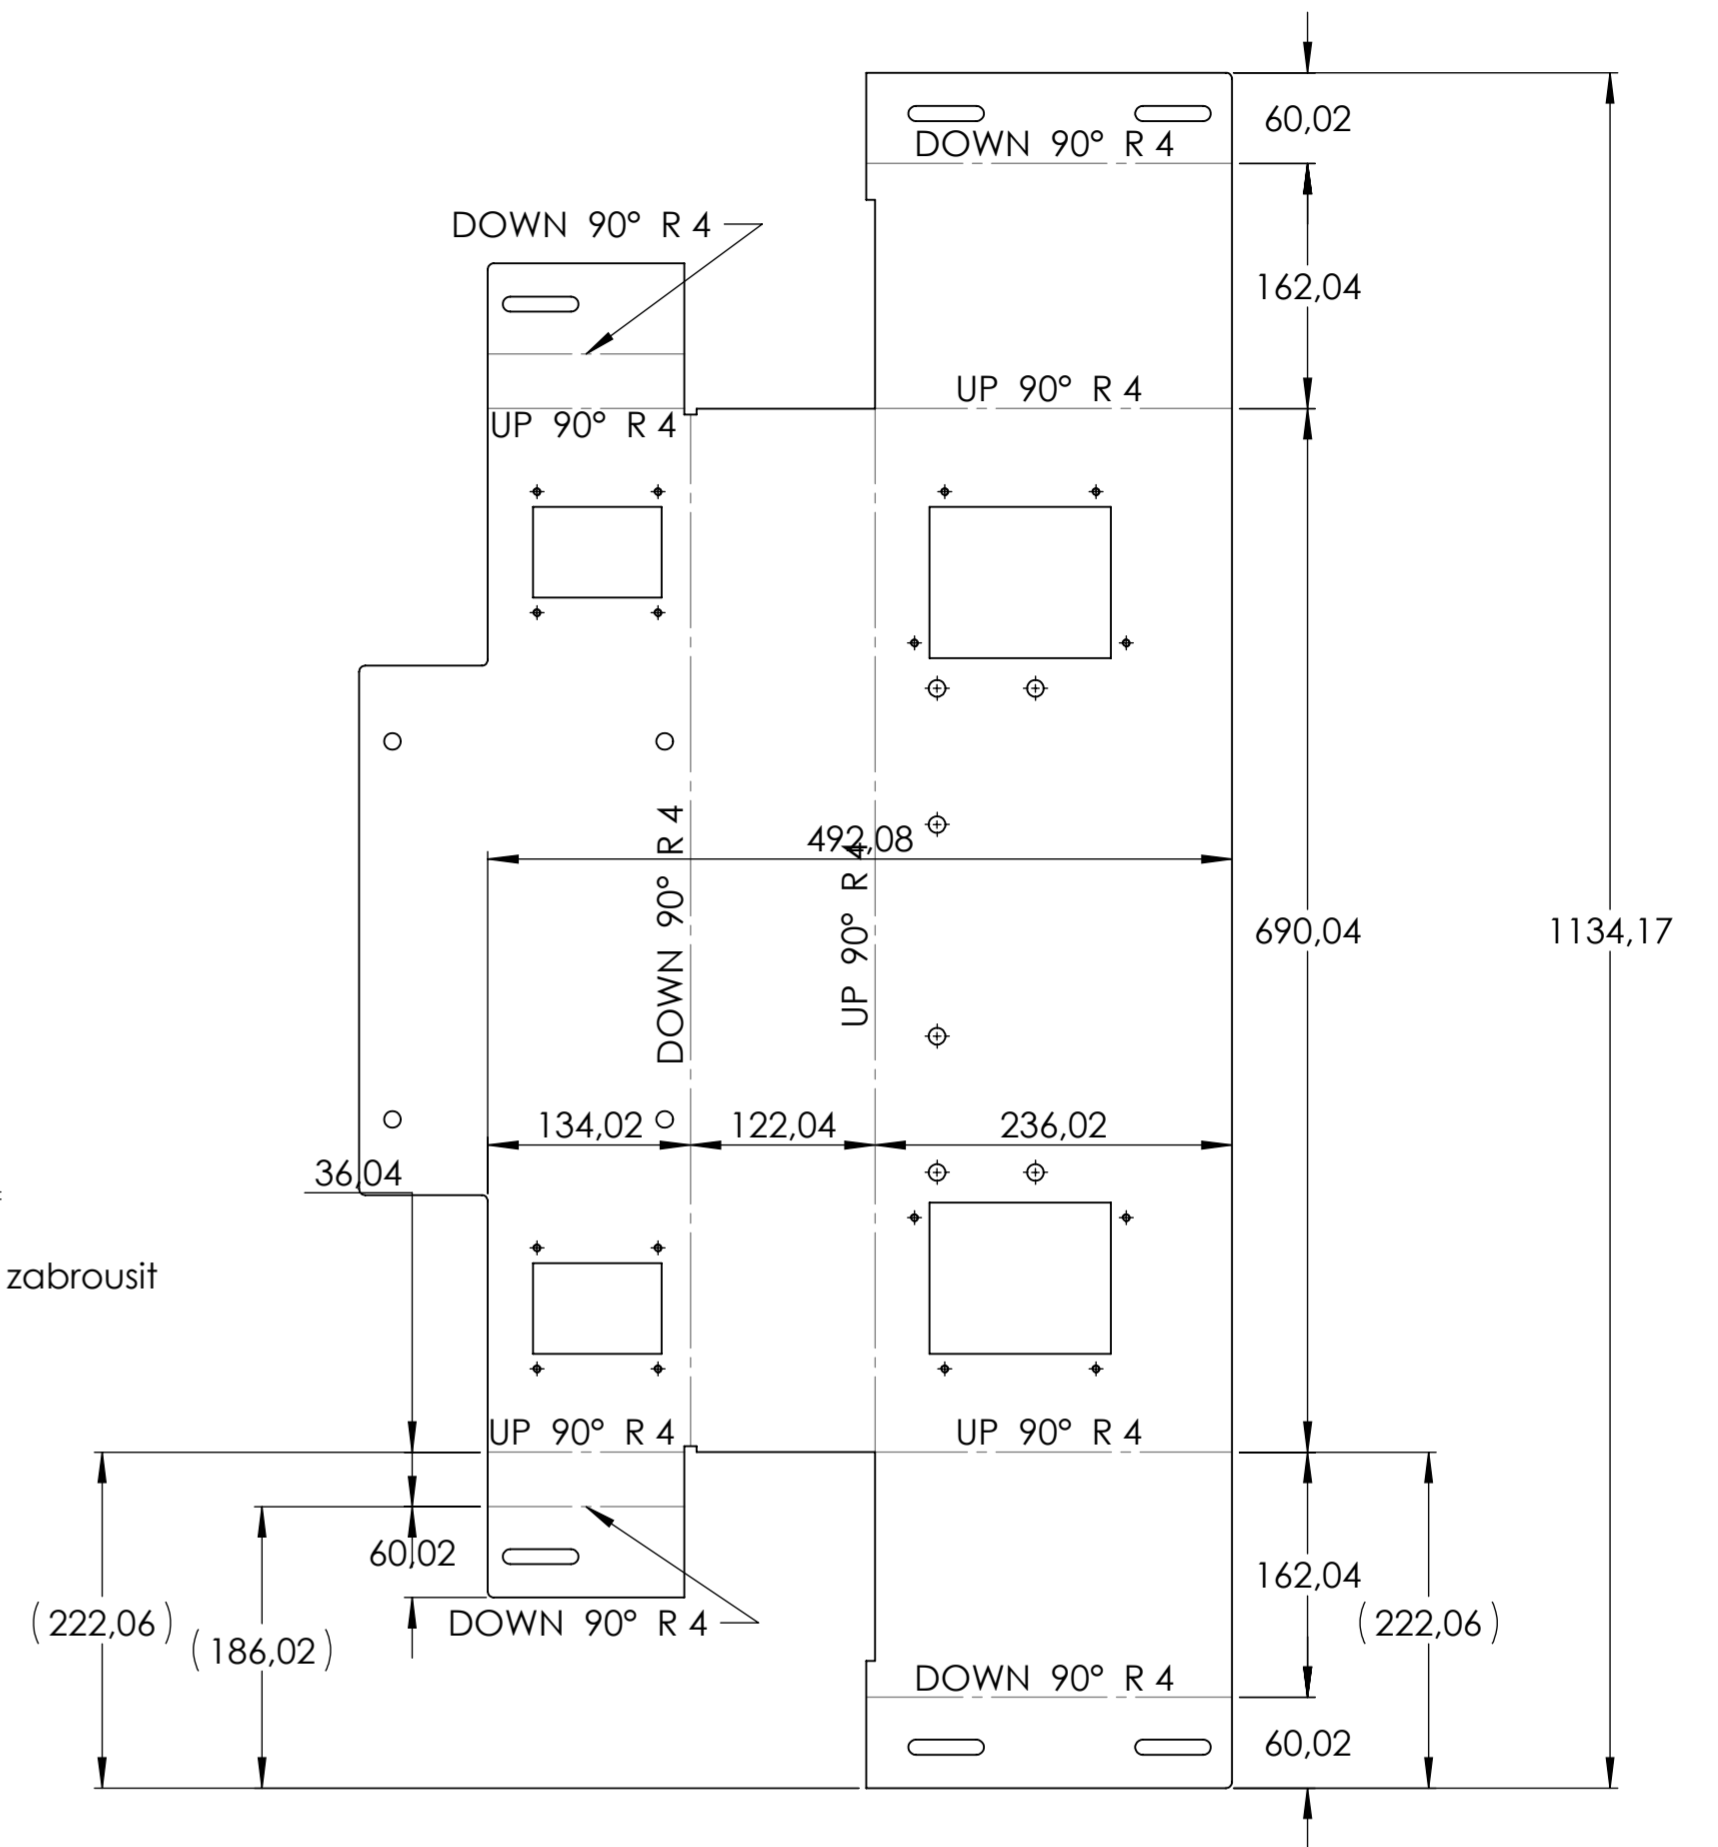 60,02
DOWN 90° R 4
DOWN 90° R 4
162,04
UP 90° R 4
UP 90° R 4
492,08
DOWN 90° R 4
UP 90° R 4
690,04
1134,17
134,02
122,04
236,02
36,04
zabrousit
UP 90° R 4
UP 90° R 4
60,02
162,04
(222,06)
(186,02)
DOWN 90° R 4
(222,06)
DOWN 90° R 4
60,02